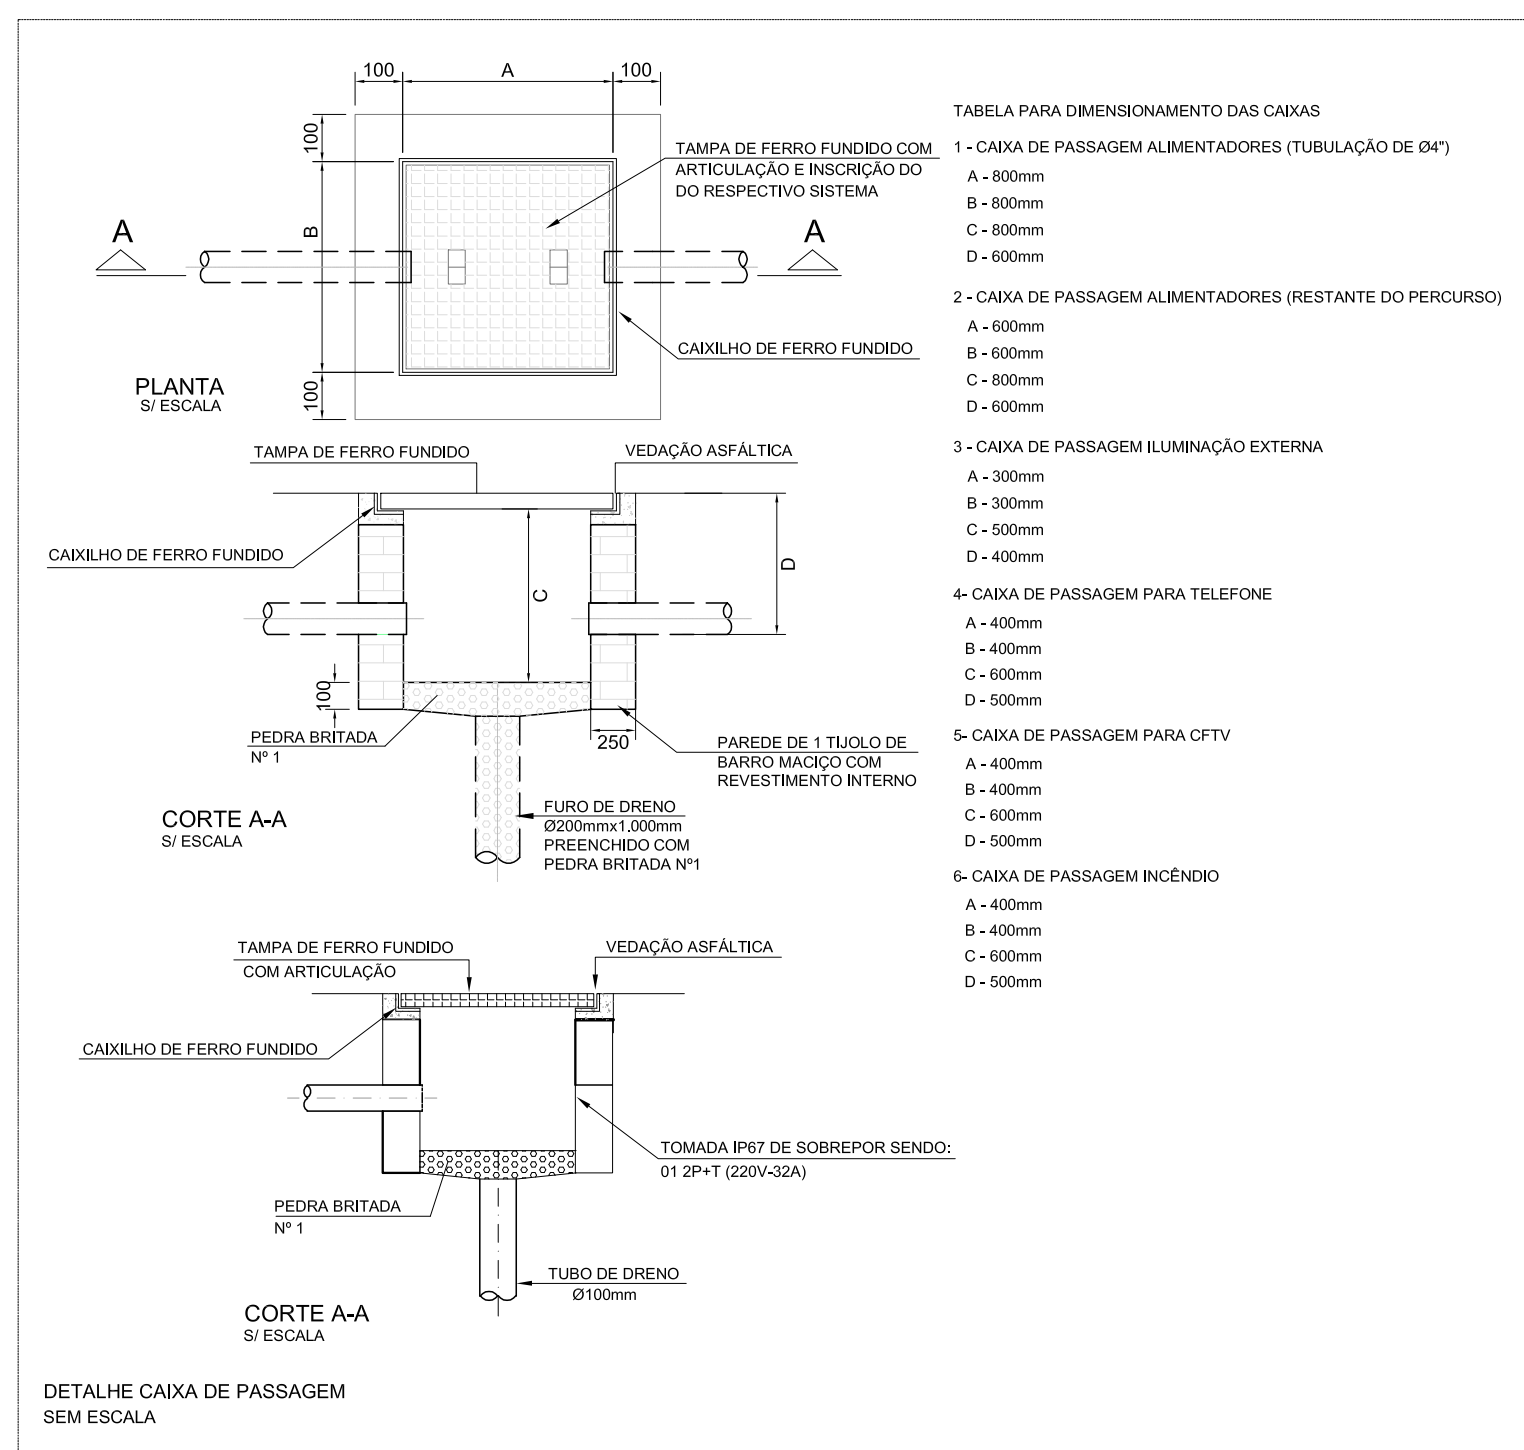 100
A
100
100
B
100
TAMPA DE FERRO FUNDIDO COM
ARTICULAÇÃO E INSCRIÇÃO DO
DO RESPECTIVO SISTEMA
A
A
CAIXILHO DE FERRO FUNDIDO
PLANTA
S/ ESCALA
TAMPA DE FERRO FUNDIDO
VEDAÇÃO ASFÁLTICA
CAIXILHO DE FERRO FUNDIDO
C
D
100
250
PEDRA BRITADA
Nº 1
PAREDE DE 1 TIJOLO DE
BARRO MACIÇO COM
REVESTIMENTO INTERNO
FURO DE DRENO
Ø200mmx1.000mm
PREENCHIDO COM
PEDRA BRITADA Nº1
CORTE A-A
S/ ESCALA
TAMPA DE FERRO FUNDIDO
COM ARTICULAÇÃO
VEDAÇÃO ASFÁLTICA
CAIXILHO DE FERRO FUNDIDO
TOMADA IP67 DE SOBREPOR SENDO:
01 2P+T (220V-32A)
PEDRA BRITADA
Nº 1
TUBO DE DRENO
Ø100mm
CORTE A-A
S/ ESCALA
DETALHE CAIXA DE PASSAGEM
SEM ESCALA
TABELA PARA DIMENSIONAMENTO DAS CAIXAS
1 - CAIXA DE PASSAGEM ALIMENTADORES (TUBULAÇÃO DE Ø4")
A - 800mm
B - 800mm
C - 800mm
D - 600mm
2 - CAIXA DE PASSAGEM ALIMENTADORES (RESTANTE DO PERCURSO)
A - 600mm
B - 600mm
C - 800mm
D - 600mm
3 - CAIXA DE PASSAGEM ILUMINAÇÃO EXTERNA
A - 300mm
B - 300mm
C - 500mm
D - 400mm
4- CAIXA DE PASSAGEM PARA TELEFONE
A - 400mm
B - 400mm
C - 600mm
D - 500mm
5- CAIXA DE PASSAGEM PARA CFTV
A - 400mm
B - 400mm
C - 600mm
D - 500mm
6- CAIXA DE PASSAGEM INCÊNDIO
A - 400mm
B - 400mm
C - 600mm
D - 500mm